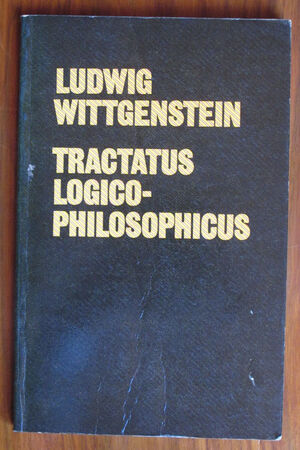 LUDWIG
WITTGENSTEIN
TRACTATUS
LOGICO-
PHILOSOPHICUS